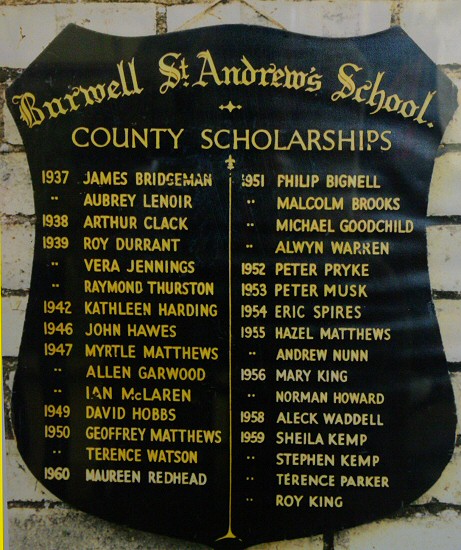 Burwell St. Andrew's School.
COUNTY SCHOLARSHIPS
1937 JAMES BRIDGEMAN
" AUBREY LENOIR
1938 ARTHUR CLACK
1939 ROY DURRANT
" VERA JENNINGS
" RAYMOND THURSTON
1942 KATHLEEN HARDING
1946 JOHN HAWES
1947 MYRTLE MATTHEWS
" ALLEN GARWOOD
" IAN McLAREN
1949 DAVID HOBBS
1950 GEOFFREY MATTHEWS
" TERENCE WATSON
1960 MAUREEN REDHEAD
1951 PHILIP BIGNELL
" MALCOLM BROOKS
" MICHAEL GOODCHILD
" ALWYN WARREN
1952 PETER PRYKE
1953 PETER MUSK
1954 ERIC SPIRES
1955 HAZEL MATTHEWS
" ANDREW NUNN
1956 MARY KING
" NORMAN HOWARD
1958 ALECK WADDELL
1959 SHEILA KEMP
" STEPHEN KEMP
" TERENCE PARKER
" ROY KING